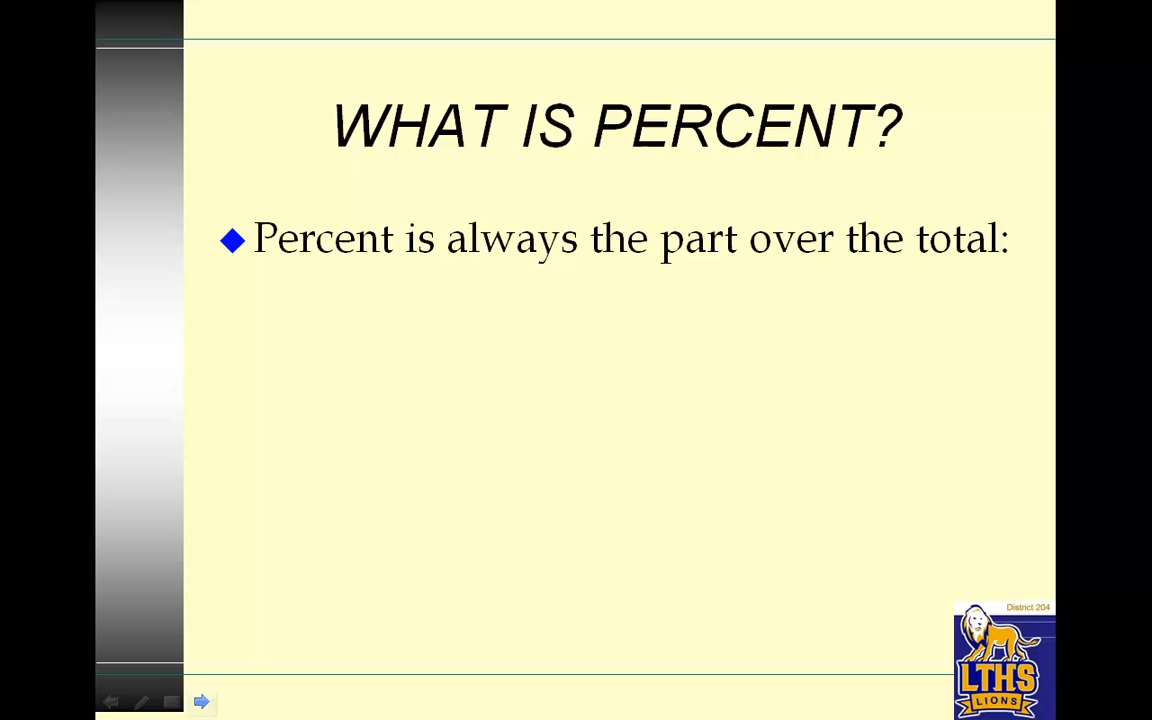 WHAT IS PERCENT?
Percent is always the part over the total:
District 204
LTHS
LIONS